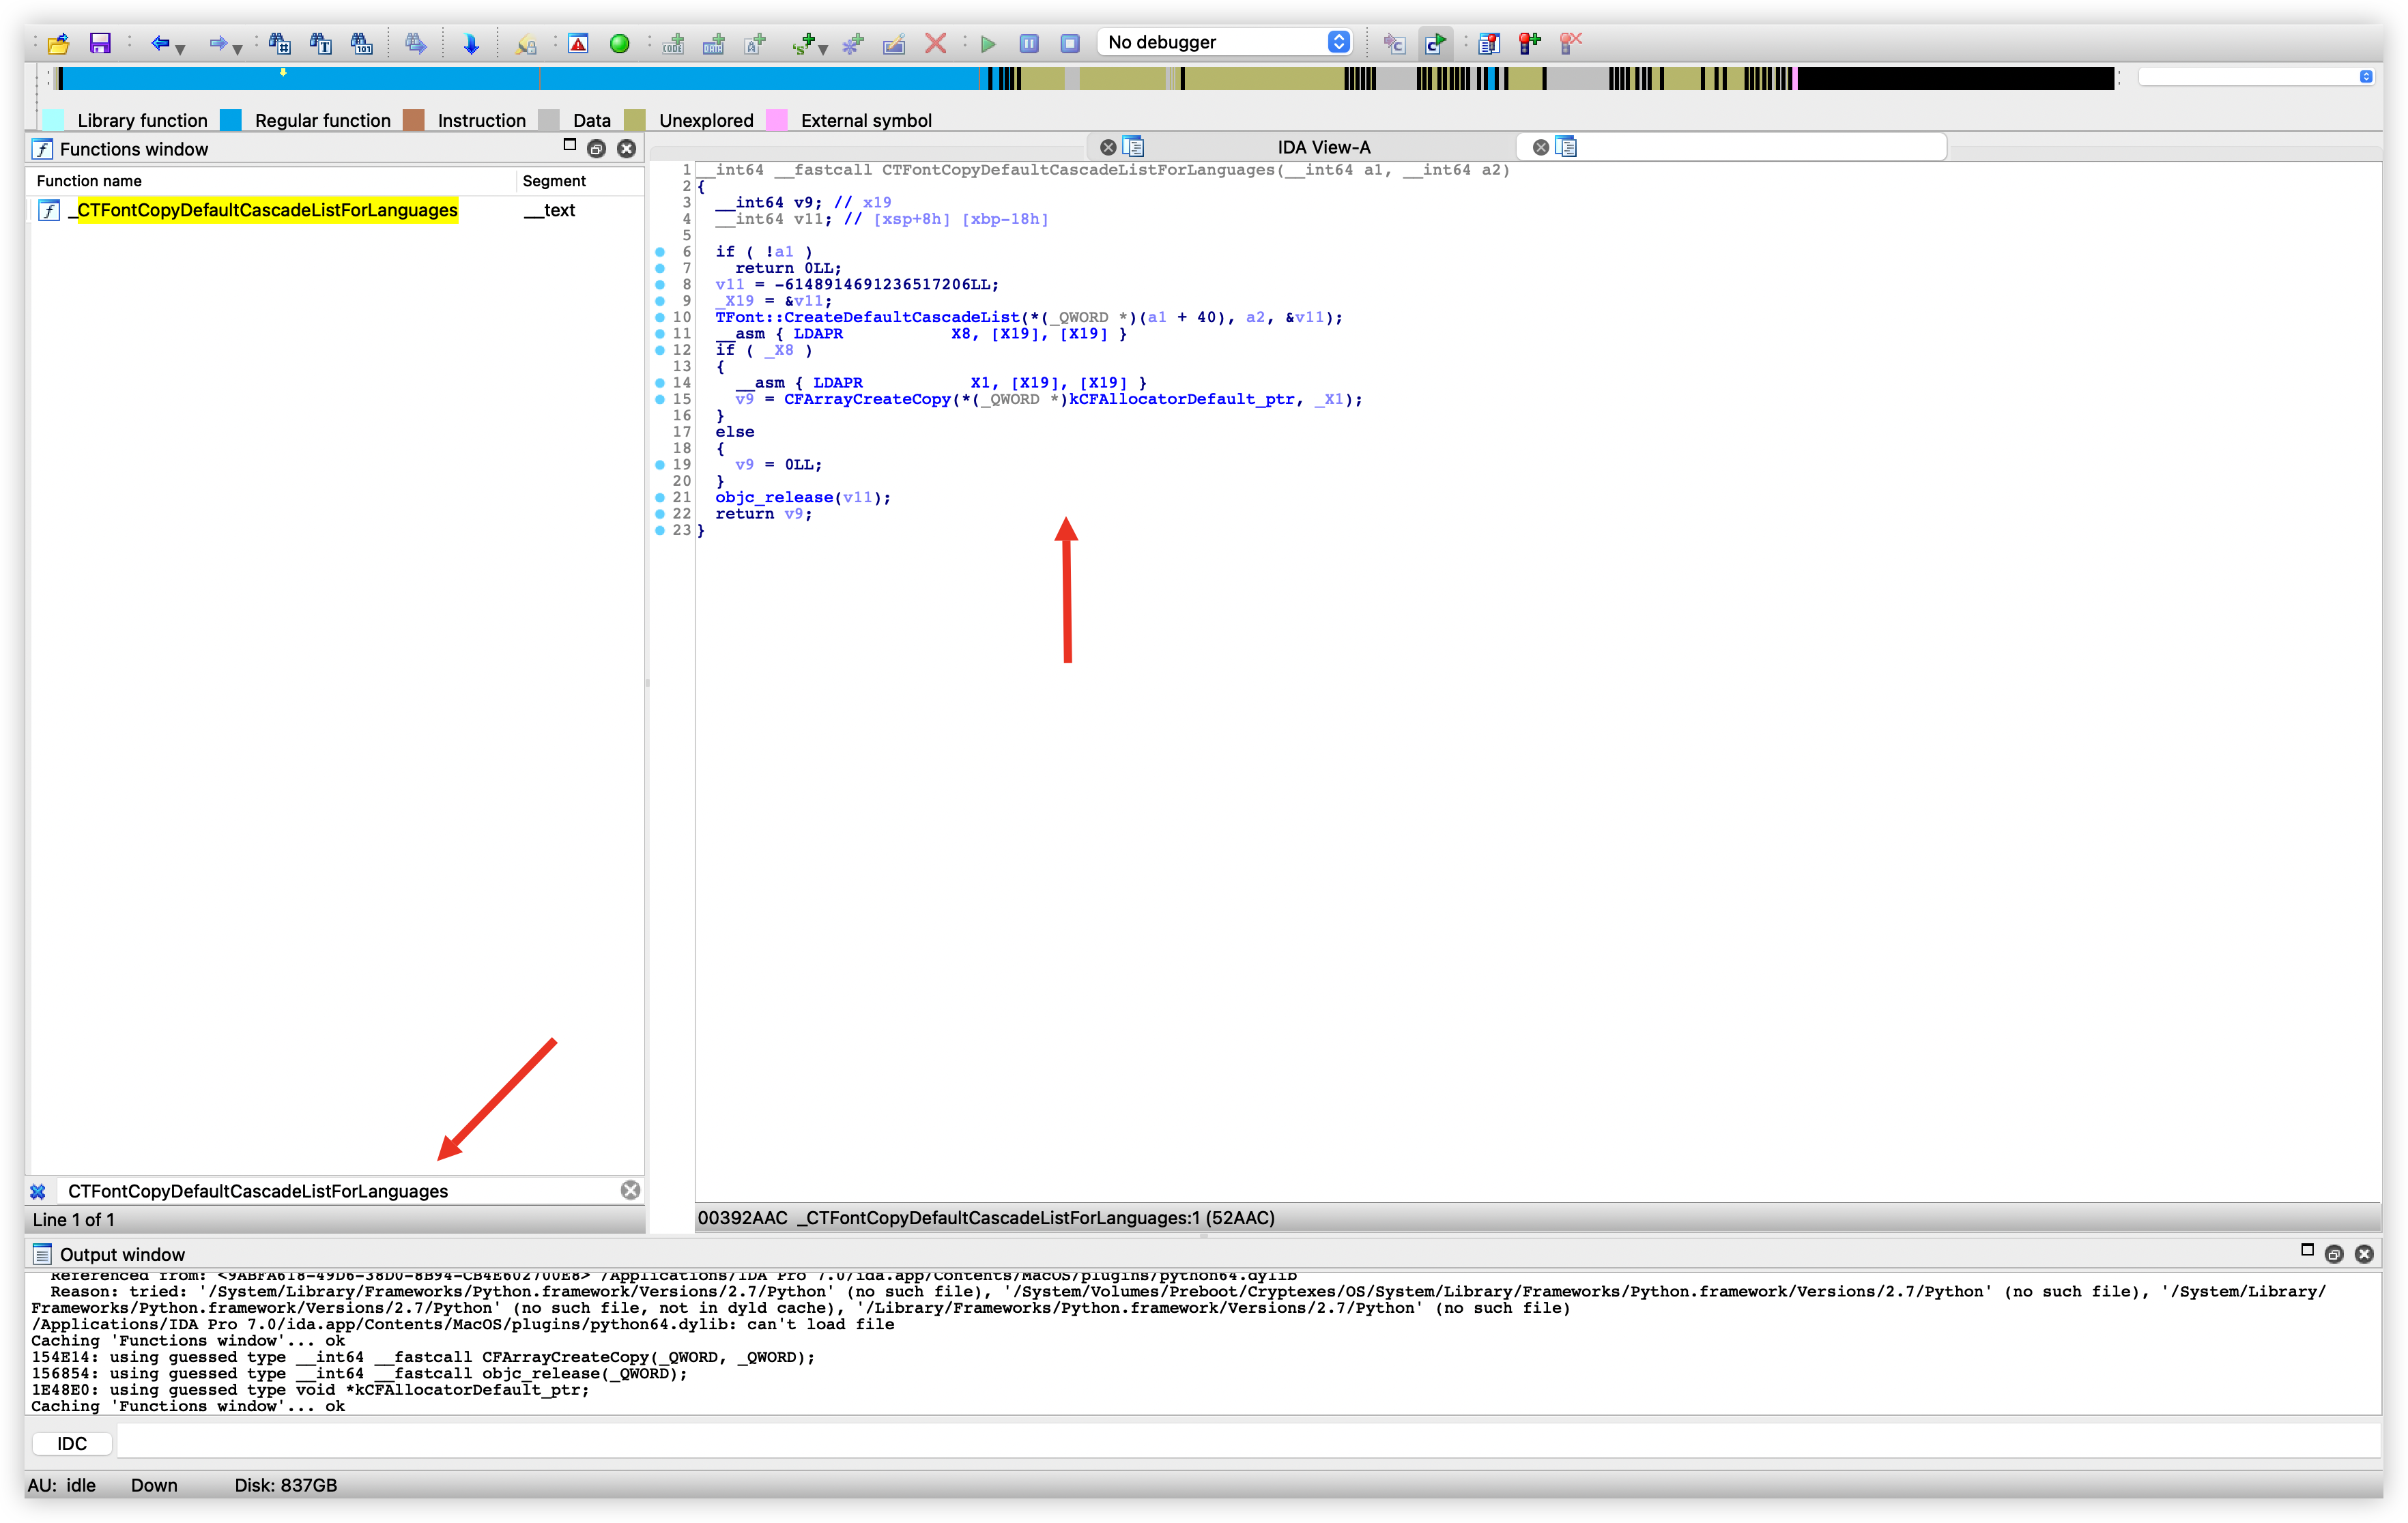 No debugger
Library function Regular function Instruction Data Unexplored External symbol
Functions window
Function name Segment
_CTFontCopyDefaultCascadeListForLanguages __text
CTFontCopyDefaultCascadeListForLanguages
Line 1 of 1
IDA View-A
1 __int64 __fastcall CTFontCopyDefaultCascadeListForLanguages(__int64 a1, __int64 a2)
2 {
3 __int64 v9; // x19
4 __int64 v11; // [xsp+8h] [xbp-18h]
5
6 if ( !a1 )
7 return 0LL;
8 v11 = -6148914691236517206LL;
9 _X19 = &v11;
10 TFont::CreateDefaultCascadeList(*(_QWORD *)(a1 + 40), a2, &v11);
11 __asm { LDAPR X8, [X19], [X19] }
12 if ( _X8 )
13 {
14 __asm { LDAPR X1, [X19], [X19] }
15 v9 = CFArrayCreateCopy(*(_QWORD *)kCFAllocatorDefault_ptr, _X1);
16 }
17 else
18 {
19 v9 = 0LL;
20 }
21 objc_release(v11);
22 return v9;
23 }
00392AAC _CTFontCopyDefaultCascadeListForLanguages:1 (52AAC)
Output window
Referenced from: <9ABFA618-49D6-38D0-8B94-CB4E602700E8> /Applications/IDA Pro 7.0/ida.app/Contents/MacOS/plugins/python64.dylib
Reason: tried: '/System/Library/Frameworks/Python.framework/Versions/2.7/Python' (no such file), '/System/Volumes/Preboot/Cryptexes/OS/System/Library/Frameworks/Python.framework/Versions/2.7/Python' (no such file), '/System/Library/
Frameworks/Python.framework/Versions/2.7/Python' (no such file, not in dyld cache), '/Library/Frameworks/Python.framework/Versions/2.7/Python' (no such file)
/Applications/IDA Pro 7.0/ida.app/Contents/MacOS/plugins/python64.dylib: can't load file
Caching 'Functions window'... ok
154E14: using guessed type __int64 __fastcall CFArrayCreateCopy(_QWORD, _QWORD);
156854: using guessed type __int64 __fastcall objc_release(_QWORD);
1E48E0: using guessed type void *kCFAllocatorDefault_ptr;
Caching 'Functions window'... ok
IDC
AU: idle Down Disk: 837GB